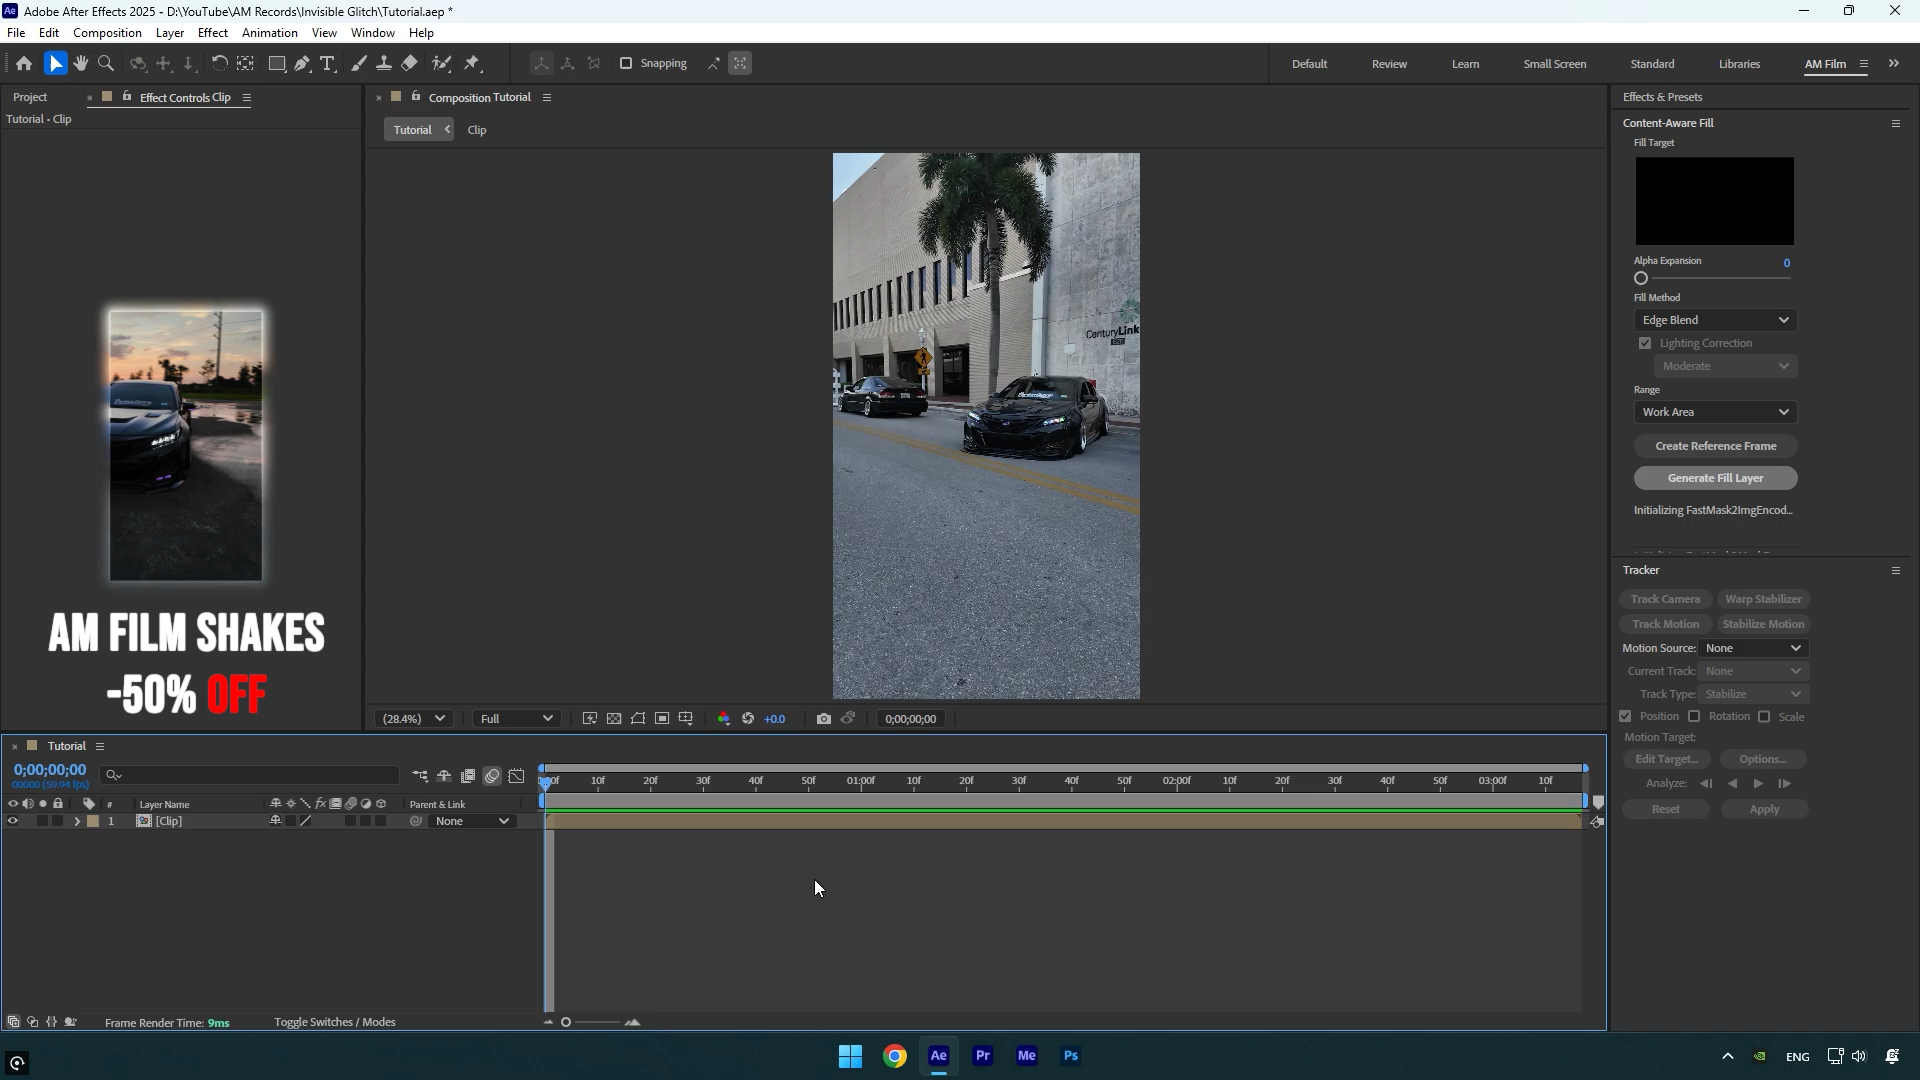 Adobe After Effects 2025 - D:\YouTube\AM Records\Invisible Glitch\Tutorial.aep *
File Edit Composition Layer Effect Animation View Window Help
Snapping
Default Review Learn Small Screen Standard Libraries AM Film
Project Effect Controls Clip
Tutorial • Clip
Composition Tutorial
Tutorial Clip
CenturyLink
AM FILM SHAKES
-50% OFF
(28.4%) Full +0.0 0;00;00;00
Effects & Presets
Content-Aware Fill
Fill Target
Alpha Expansion 0
Fill Method
Edge Blend
Lighting Correction
Moderate
Range
Work Area
Create Reference Frame
Generate Fill Layer
Initializing FastMask2ImgEncod...
Tracker
Track Camera Warp Stabilizer
Track Motion Stabilize Motion
Motion Source: None
Current Track: None
Track Type: Stabilize
Position Rotation Scale
Motion Target:
Edit Target... Options...
Analyze:
Reset Apply
Tutorial
0;00;00;00
00000 (59.94 fps)
10f 20f 30f 40f 50f 01:00f 10f 20f 30f 40f 50f 02:00f 10f 20f 30f 40f 50f 03:00f 10f
# Layer Name fx Parent & Link
1 [Clip] None
Frame Render Time: 9ms Toggle Switches / Modes
Ae Pr Me Ps
ENG